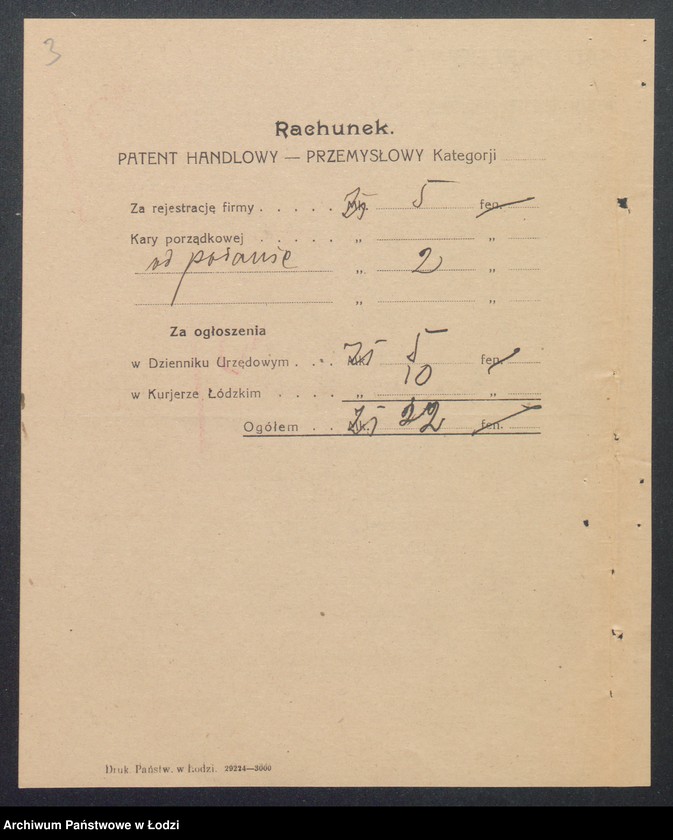 3
Rachunek.
PATENT HANDLOWY — PRZEMYSŁOWY Kategorji
Za rejestrację firmy . . . . . Mk. Zł 5 fen.
Kary porządkowej . . . . . „ „
od podanie „ 2 „
„ „
Za ogłoszenia
w Dzienniku Urzędowym . . . Mk. Zł 5 fen.
w Kurjerze Łódzkim . . . . „ 10 „
Ogółem . . Mk. Zł 22 fen.
Druk Państw. w Łodzi. 29224—3000
Archiwum Państwowe w Łodzi